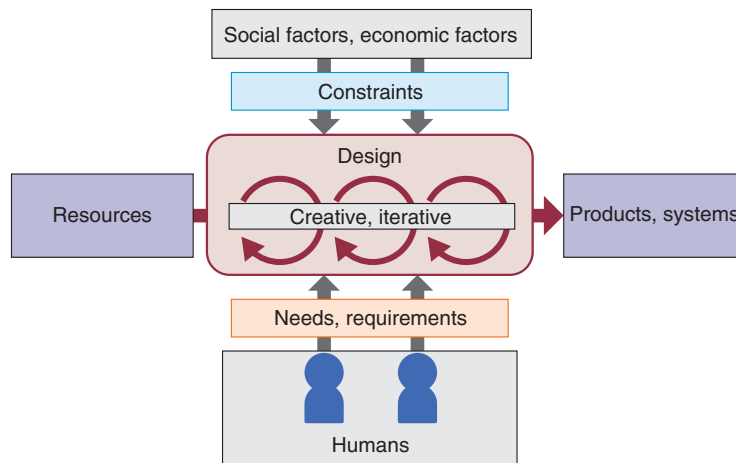 Social factors, economic factors
Constraints
Design
Resources
Creative, iterative
Products, systems
Needs, requirements
Humans